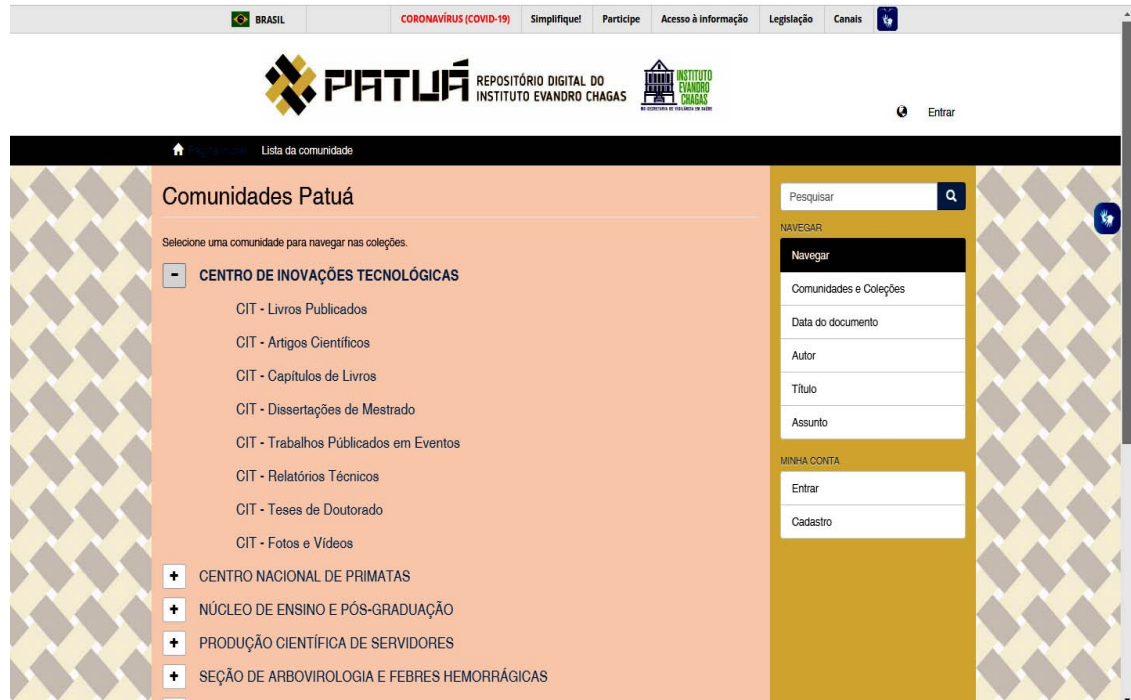 BRASIL CORONAVÍRUS (COVID-19) Simplifique! Participe Acesso à informação Legislação Canais
PATUÁ REPOSITÓRIO DIGITAL DO
INSTITUTO EVANDRO CHAGAS
INSTITUTO
EVANDRO
CHAGAS
Entrar
Página inicial Lista da comunidade
Comunidades Patuá
Selecione uma comunidade para navegar nas coleções.
- CENTRO DE INOVAÇÕES TECNOLÓGICAS
CIT - Livros Publicados
CIT - Artigos Científicos
CIT - Capítulos de Livros
CIT - Dissertações de Mestrado
CIT - Trabalhos Públicados em Eventos
CIT - Relatórios Técnicos
CIT - Teses de Doutorado
CIT - Fotos e Vídeos
+ CENTRO NACIONAL DE PRIMATAS
+ NÚCLEO DE ENSINO E PÓS-GRADUAÇÃO
+ PRODUÇÃO CIENTÍFICA DE SERVIDORES
+ SEÇÃO DE ARBOVIROLOGIA E FEBRES HEMORRÁGICAS
Pesquisar
NAVEGAR
Navegar
Comunidades e Coleções
Data do documento
Autor
Título
Assunto
MINHA CONTA
Entrar
Cadastro